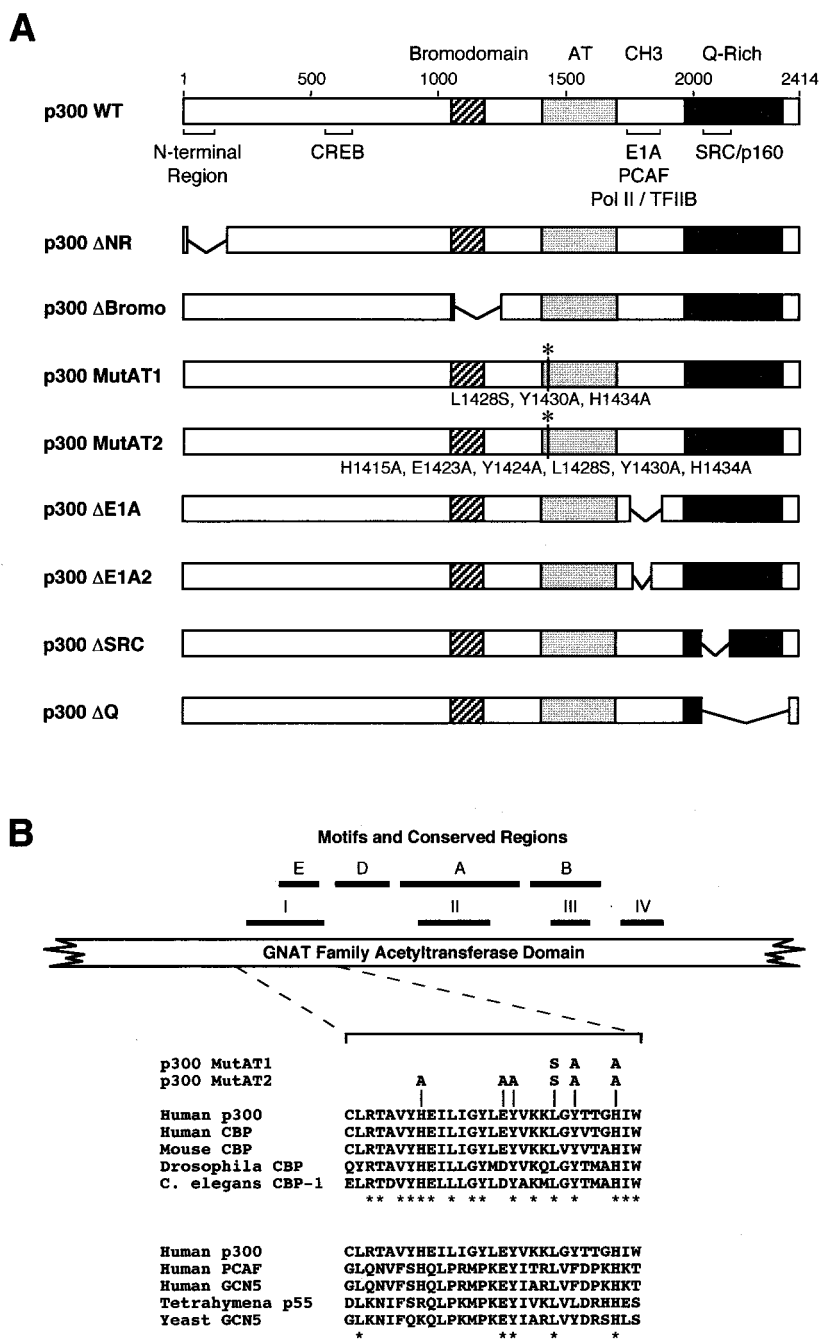 A
Bromodomain AT CH3 Q-Rich
1 500 1000 1500 2000 2414
p300 WT
N-terminal Region CREB E1A SRC/p160
PCAF
Pol II / TFIIB
p300 ΔNR
p300 ΔBromo
p300 MutAT1
*
L1428S, Y1430A, H1434A
p300 MutAT2
*
H1415A, E1423A, Y1424A, L1428S, Y1430A, H1434A
p300 ΔE1A
p300 ΔE1A2
p300 ΔSRC
p300 ΔQ
B
Motifs and Conserved Regions
E D A B
I II III IV
GNAT Family Acetyltransferase Domain
p300 MutAT1 S A A
p300 MutAT2 A AA S A A
Human p300 CLRTAVYHEILIGYLEYVKKLGYTTGHIW
Human CBP CLRTAVYHEILIGYLEYVKKLGYVTGHIW
Mouse CBP CLRTAVYHEILIGYLEYVKKLVYVTAHIW
Drosophila CBP QYRTAVYHEILLGYMDYVKQLGYTMAHIW
C. elegans CBP-1 ELRTDVYHELLLGYLDYAKMLGYTMAHIW
** **** * ** * * * * ***
Human p300 CLRTAVYHEILIGYLEYVKKLGYTTGHIW
Human PCAF GLQNVFSHQLPRMPKEYITRLVFDPKHKT
Human GCN5 GLQNVFSHQLPRMPKEYIARLVFDPKHKT
Tetrahymena p55 DLKNIFSRQLPKMPKEYIVKLVLDRHHES
Yeast GCN5 GLKNIFQKQLPKMPKEYIARLVYDRSHLS
* ** * *